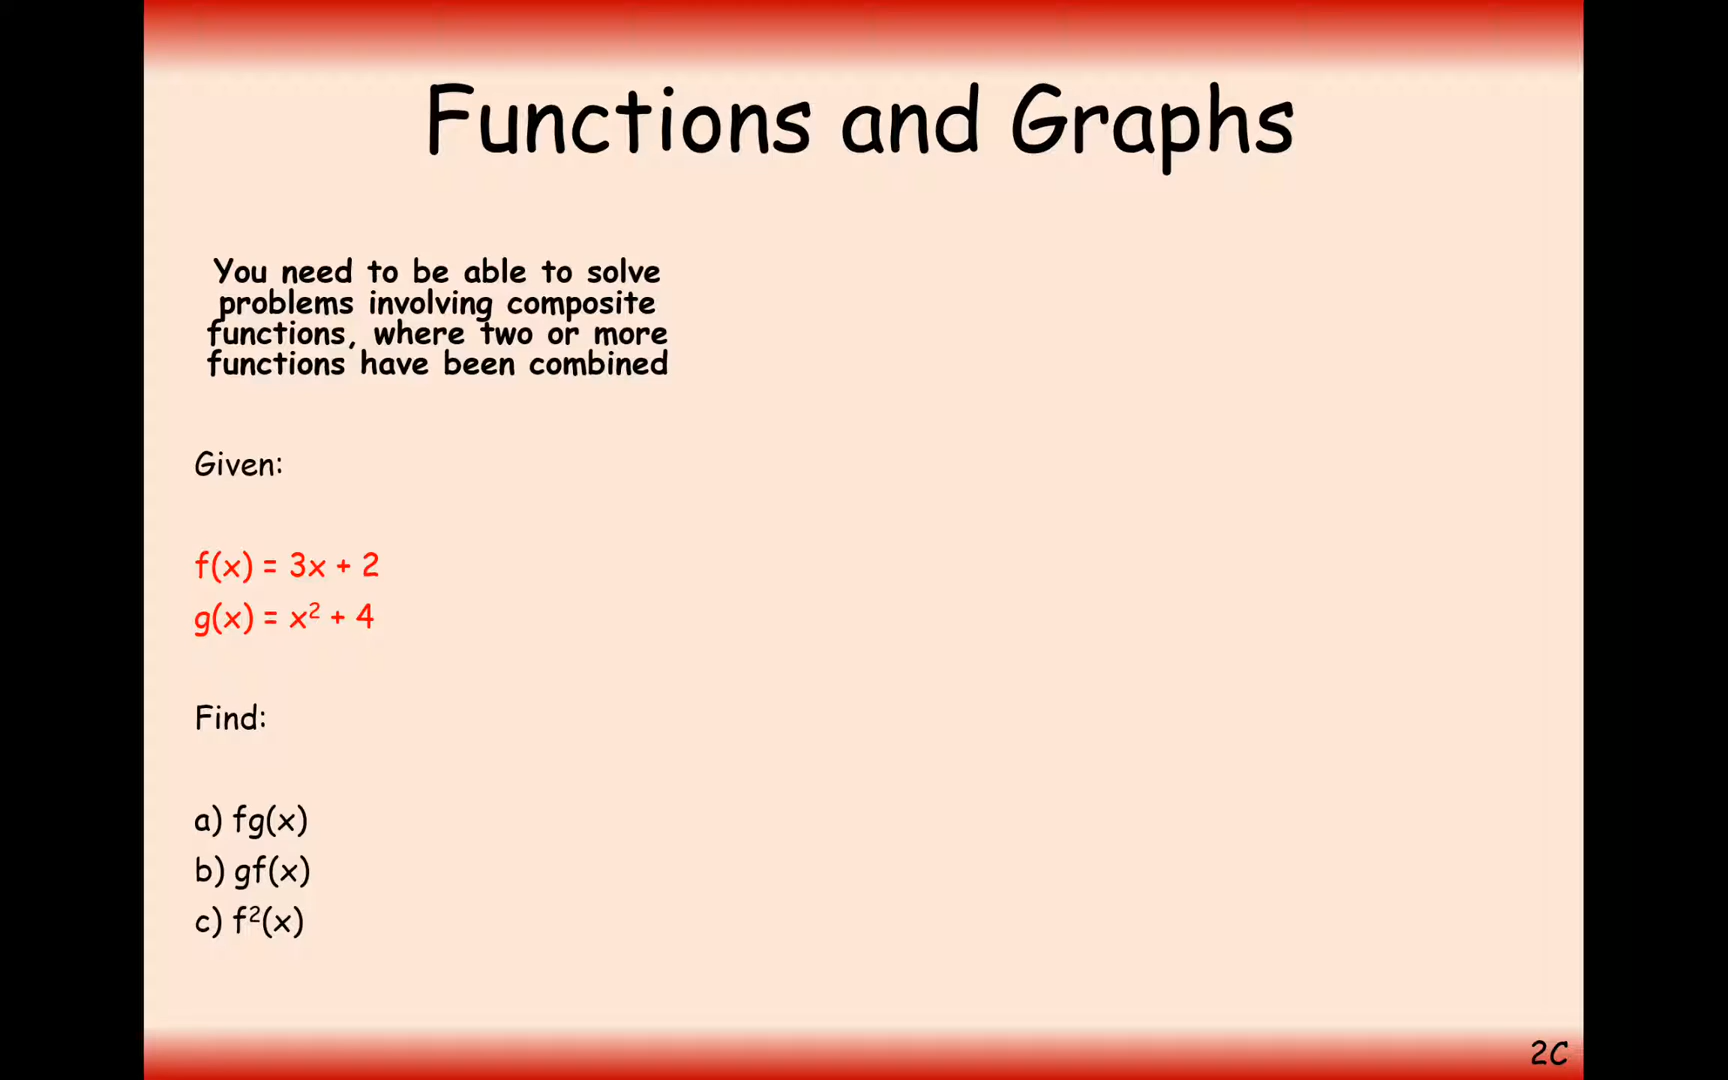 Functions and Graphs
You need to be able to solve
problems involving composite
functions, where two or more
functions have been combined
Given:
f(x) = 3x + 2
g(x) = x² + 4
Find:
a) fg(x)
b) gf(x)
c) f²(x)
2C